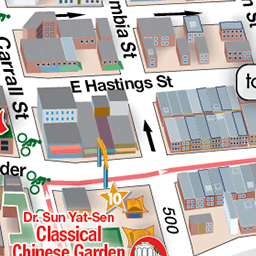 mbia St
Carrall St
E Hastings St
to
der
10
Dr. Sun Yat-Sen
Classical
Chinese Garden
500